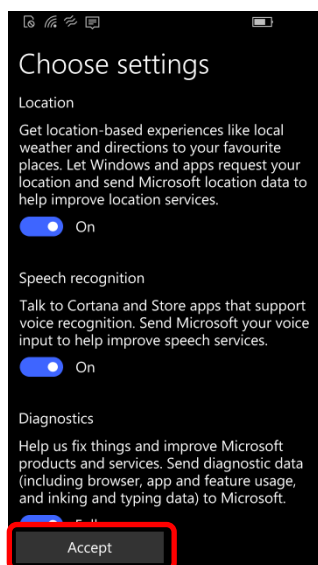 Choose settings
Location
Get location-based experiences like local
weather and directions to your favourite
places. Let Windows and apps request your
location and send Microsoft location data to
help improve location services.
On
Speech recognition
Talk to Cortana and Store apps that support
voice recognition. Send Microsoft your voice
input to help improve speech services.
On
Diagnostics
Help us fix things and improve Microsoft
products and services. Send diagnostic data
(including browser, app and feature usage,
and inking and typing data) to Microsoft.
Accept